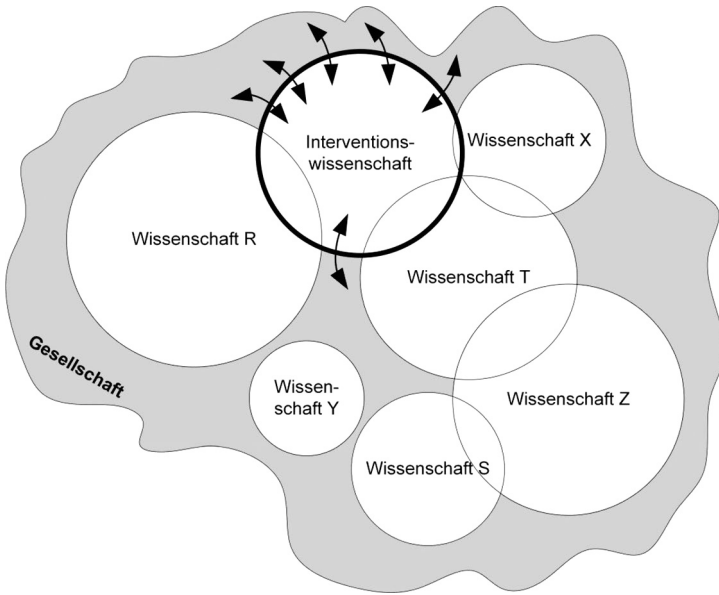 Interventions-
wissenschaft
Wissenschaft X
Wissenschaft R
Wissenschaft T
Gesellschaft
Wissen-
schaft Y
Wissenschaft Z
Wissenschaft S